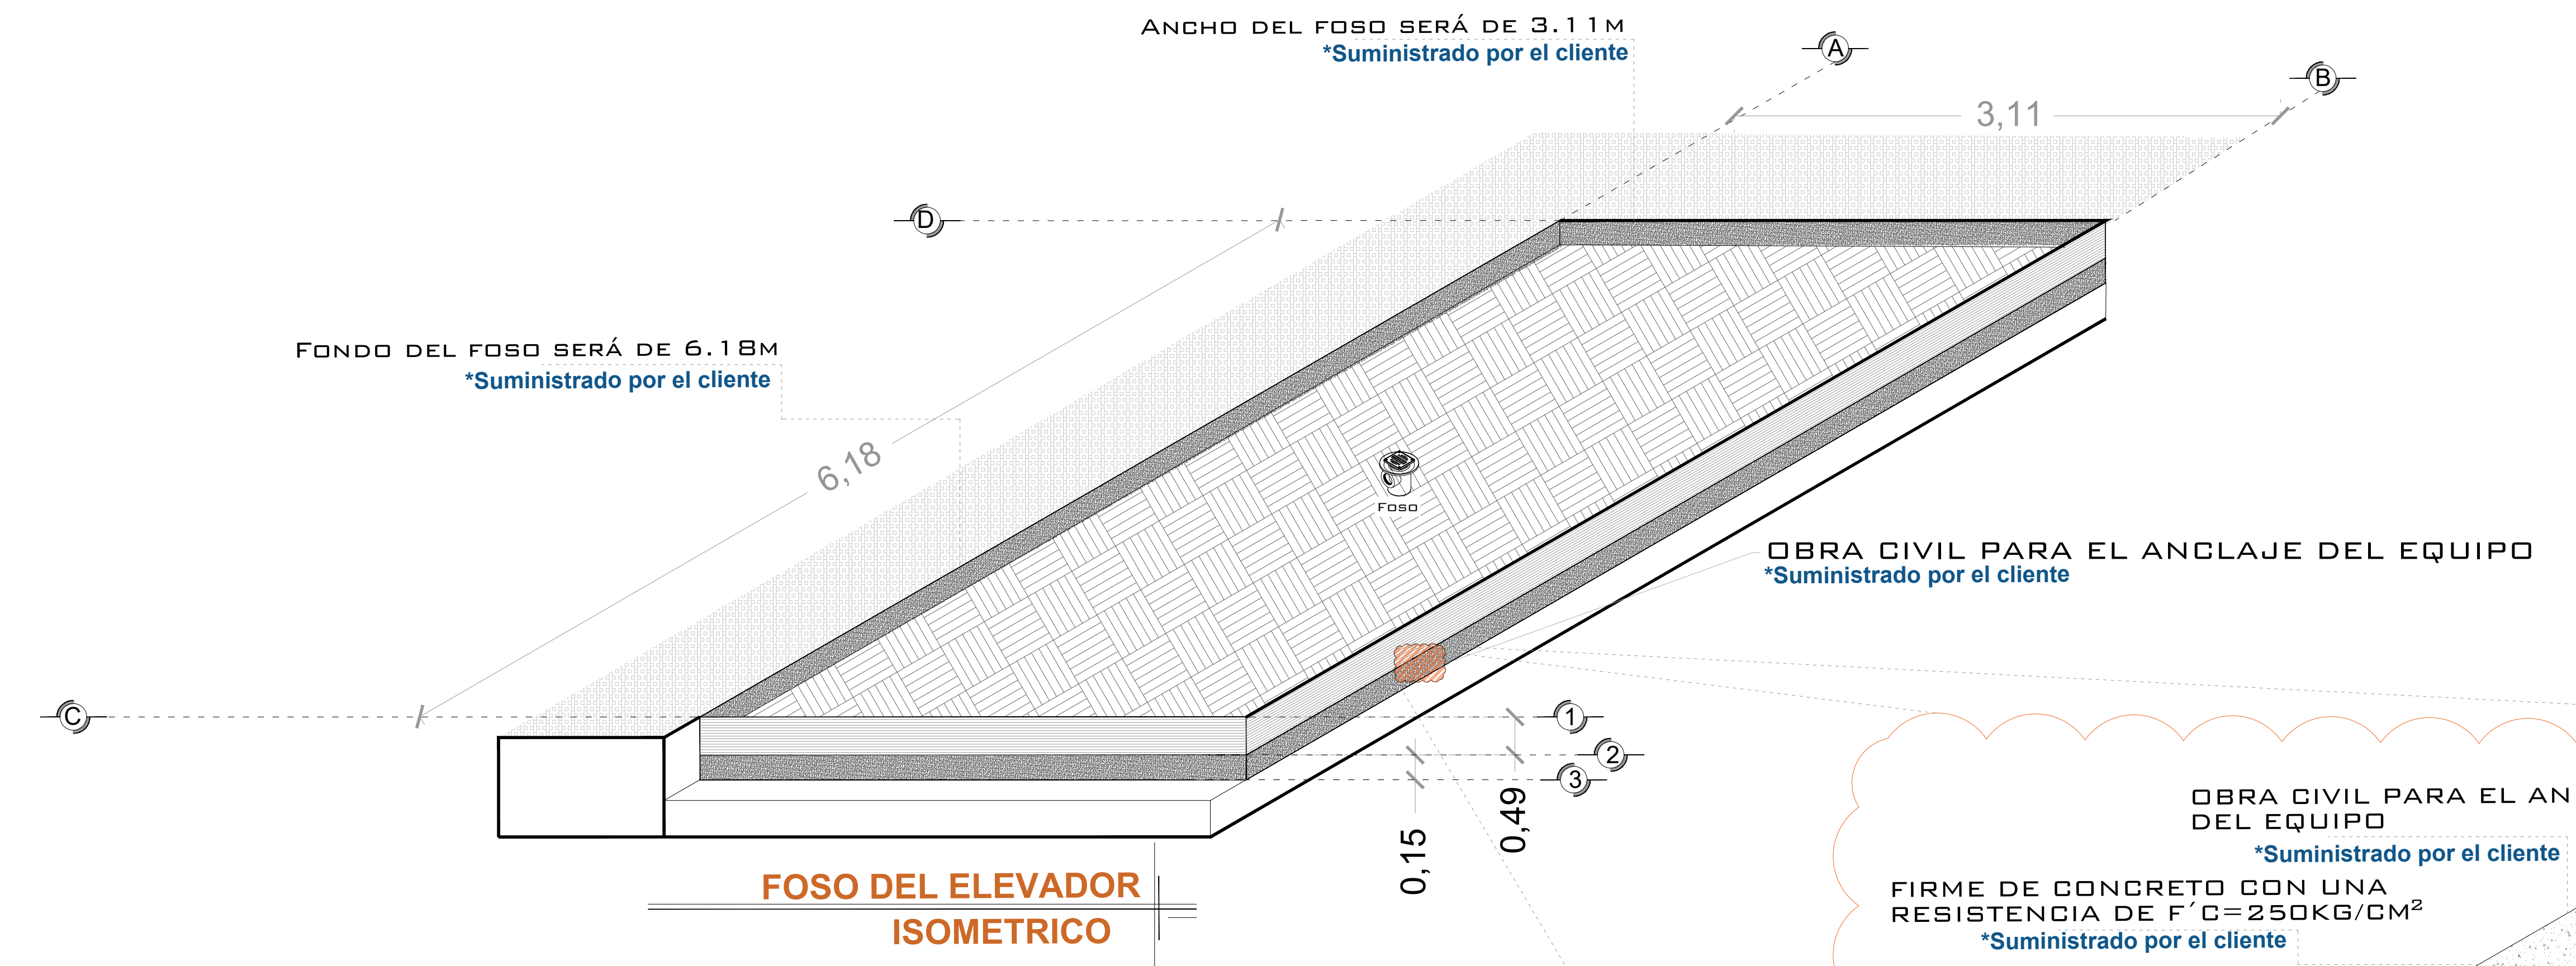 ANCHO DEL FOSO SERÁ DE 3.11M
*Suministrado por el cliente
A
B
3,11
D
FONDO DEL FOSO SERÁ DE 6.18M
*Suministrado por el cliente
6,18
FOSO
OBRA CIVIL PARA EL ANCLAJE DEL EQUIPO
*Suministrado por el cliente
C
1
2
3
0,15
0,49
FOSO DEL ELEVADOR
ISOMETRICO
OBRA CIVIL PARA EL AN
DEL EQUIPO
*Suministrado por el cliente
FIRME DE CONCRETO CON UNA
RESISTENCIA DE F´C=250KG/CM²
*Suministrado por el cliente